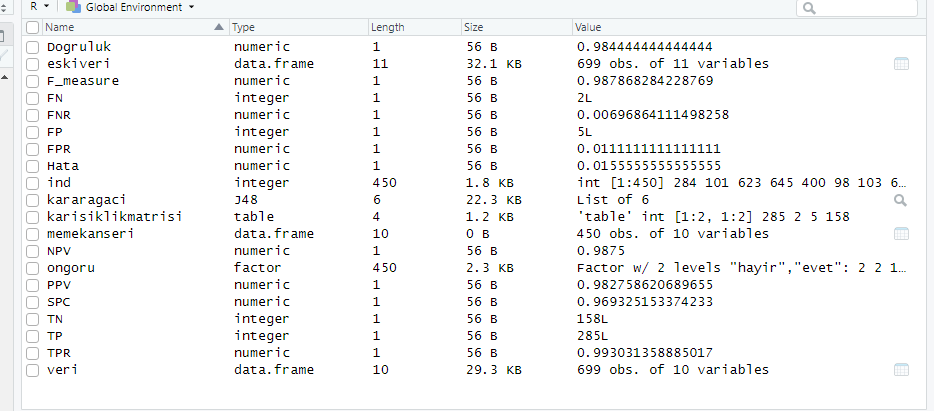 R Global Environment
Name Type Length Size Value
Dogruluk numeric 1 56 B 0.984444444444444
eskiveri data.frame 11 32.1 KB 699 obs. of 11 variables
F_measure numeric 1 56 B 0.987868284228769
FN integer 1 56 B 2L
FNR numeric 1 56 B 0.00696864111498258
FP integer 1 56 B 5L
FPR numeric 1 56 B 0.0111111111111111
Hata numeric 1 56 B 0.0155555555555555
ind integer 450 1.8 KB int [1:450] 284 101 623 645 400 98 103 6…
kararagaci J48 6 22.3 KB List of 6
karisiklikmatrisi table 4 1.2 KB 'table' int [1:2, 1:2] 285 2 5 158
memekanseri data.frame 10 0 B 450 obs. of 10 variables
NPV numeric 1 56 B 0.9875
ongoru factor 450 2.3 KB Factor w/ 2 levels "hayir","evet": 2 2 1…
PPV numeric 1 56 B 0.982758620689655
SPC numeric 1 56 B 0.969325153374233
TN integer 1 56 B 158L
TP integer 1 56 B 285L
TPR numeric 1 56 B 0.993031358885017
veri data.frame 10 29.3 KB 699 obs. of 10 variables